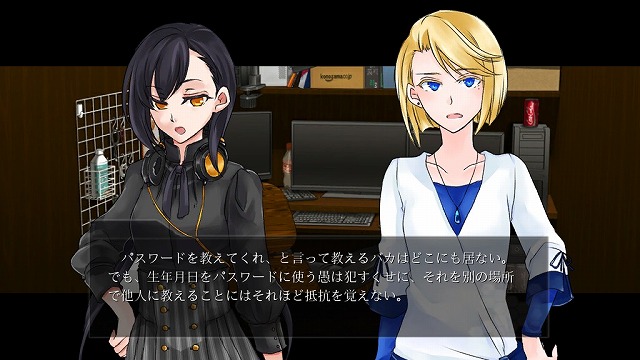 konogamaco.jp
パスワードを教えてくれ、と言って教えるバカはどこにも居ない。
でも、生年月日をパスワードに使う愚は犯すくせに、それを別の場所
で他人に教えることにはそれほど抵抗を覚えない。